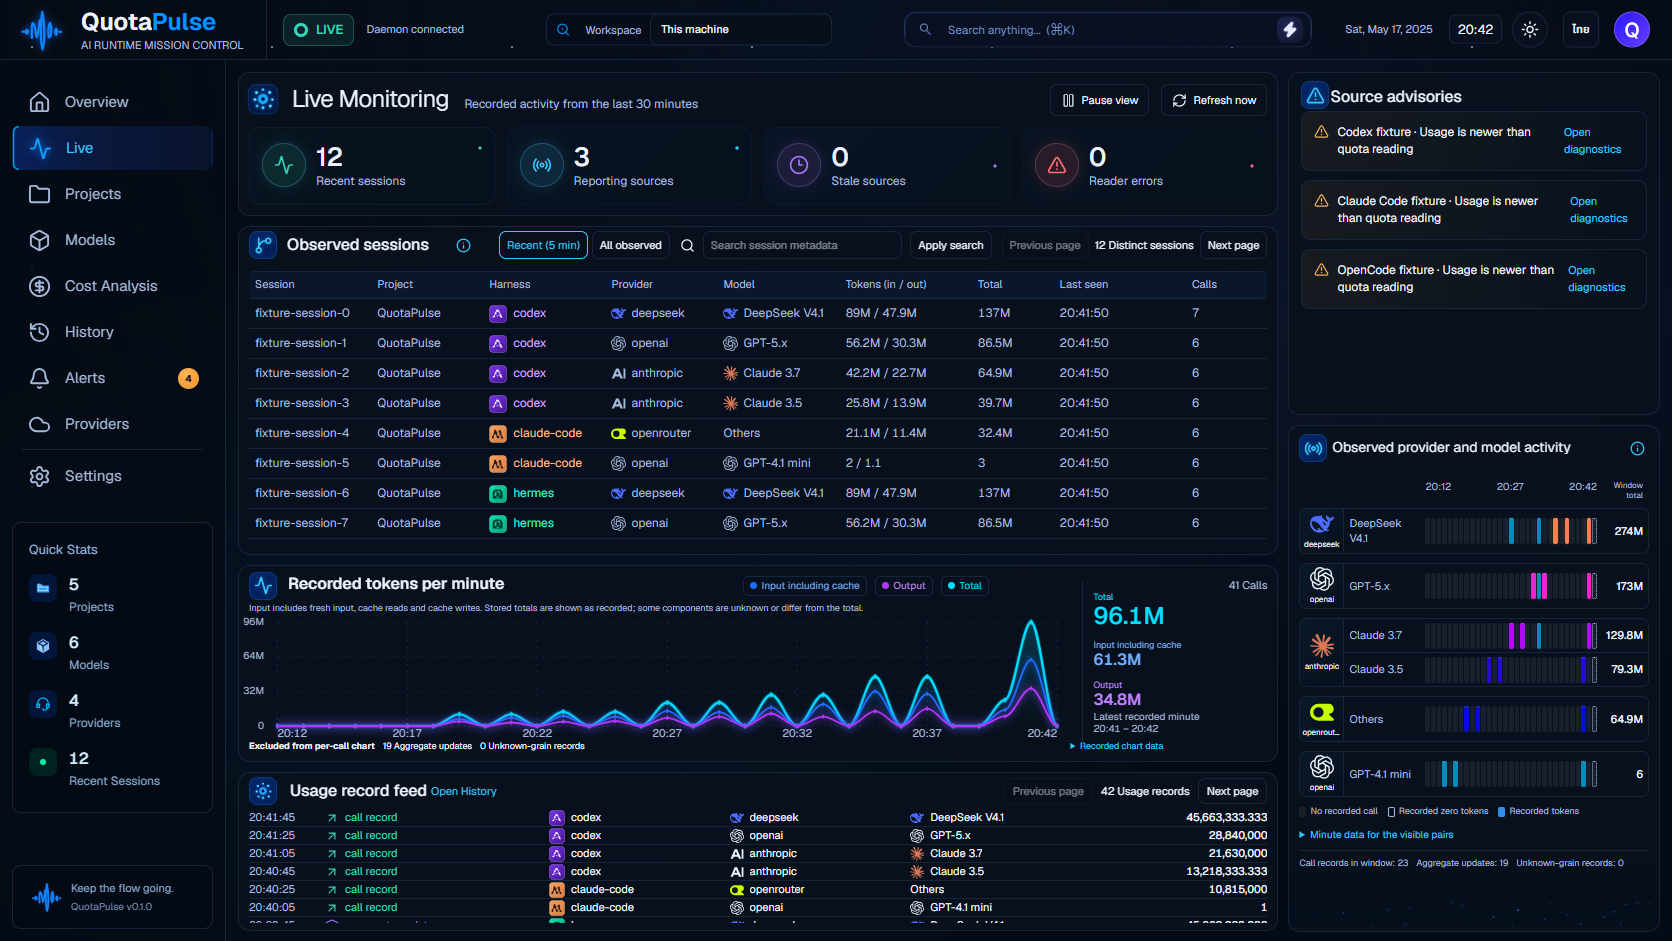 QuotaPulse
AI RUNTIME MISSION CONTROL
LIVE
Daemon connected
Workspace
This machine
Search anything... (⌘K)
Sat, May 17, 2025
20:42
ไทย
Q
Overview
Live
Projects
Models
Cost Analysis
History
Alerts
4
Providers
Settings
Quick Stats
5
Projects
6
Models
4
Providers
12
Recent Sessions
Keep the flow going.
QuotaPulse v0.1.0
Live Monitoring
Recorded activity from the last 30 minutes
Pause view
Refresh now
12
Recent sessions
3
Reporting sources
0
Stale sources
0
Reader errors
Observed sessions
Recent (5 min)
All observed
Search session metadata
Apply search
Previous page
12 Distinct sessions
Next page
Session Project Harness Provider Model Tokens (in / out) Total Last seen Calls
fixture-session-0 QuotaPulse codex deepseek DeepSeek V4.1 89M / 47.9M 137M 20:41:50 7
fixture-session-1 QuotaPulse codex openai GPT-5.x 56.2M / 30.3M 86.5M 20:41:50 6
fixture-session-2 QuotaPulse codex anthropic Claude 3.7 42.2M / 22.7M 64.9M 20:41:50 6
fixture-session-3 QuotaPulse codex anthropic Claude 3.5 25.8M / 13.9M 39.7M 20:41:50 6
fixture-session-4 QuotaPulse claude-code openrouter Others 21.1M / 11.4M 32.4M 20:41:50 6
fixture-session-5 QuotaPulse claude-code openai GPT-4.1 mini 2 / 1.1 3 20:41:50 6
fixture-session-6 QuotaPulse hermes deepseek DeepSeek V4.1 89M / 47.9M 137M 20:41:50 6
fixture-session-7 QuotaPulse hermes openai GPT-5.x 56.2M / 30.3M 86.5M 20:41:50 6
Recorded tokens per minute
Input including cache
Output
Total
41 Calls
Input includes fresh input, cache reads and cache writes. Stored totals are shown as recorded; some components are unknown or differ from the total.
96M
64M
32M
0
20:12 20:17 20:22 20:27 20:32 20:37 20:42
Total
96.1M
Input including cache
61.3M
Output
34.8M
Latest recorded minute
20:41 – 20:42
Excluded from per-call chart 19 Aggregate updates 0 Unknown-grain records
Recorded chart data
Usage record feed
Open History
Previous page
42 Usage records
Next page
20:41:45 call record codex deepseek DeepSeek V4.1 45,663,333.333
20:41:25 call record codex openai GPT-5.x 28,840,000
20:41:05 call record codex anthropic Claude 3.7 21,630,000
20:40:45 call record codex anthropic Claude 3.5 13,218,333.333
20:40:25 call record claude-code openrouter Others 10,815,000
20:40:05 call record claude-code openai GPT-4.1 mini 1
Source advisories
Codex fixture · Usage is newer than
quota reading
Open
diagnostics
Claude Code fixture · Usage is newer
than quota reading
Open
diagnostics
OpenCode fixture · Usage is newer than
quota reading
Open
diagnostics
Observed provider and model activity
20:12 20:27 20:42
Window
total
deepseek
DeepSeek
V4.1
274M
openai
GPT-5.x
173M
anthropic
Claude 3.7
129.8M
Claude 3.5
79.3M
openrout...
Others
64.9M
openai
GPT-4.1 mini
6
No recorded call
Recorded zero tokens
Recorded tokens
Minute data for the visible pairs
Call records in window: 23 Aggregate updates: 19 Unknown-grain records: 0